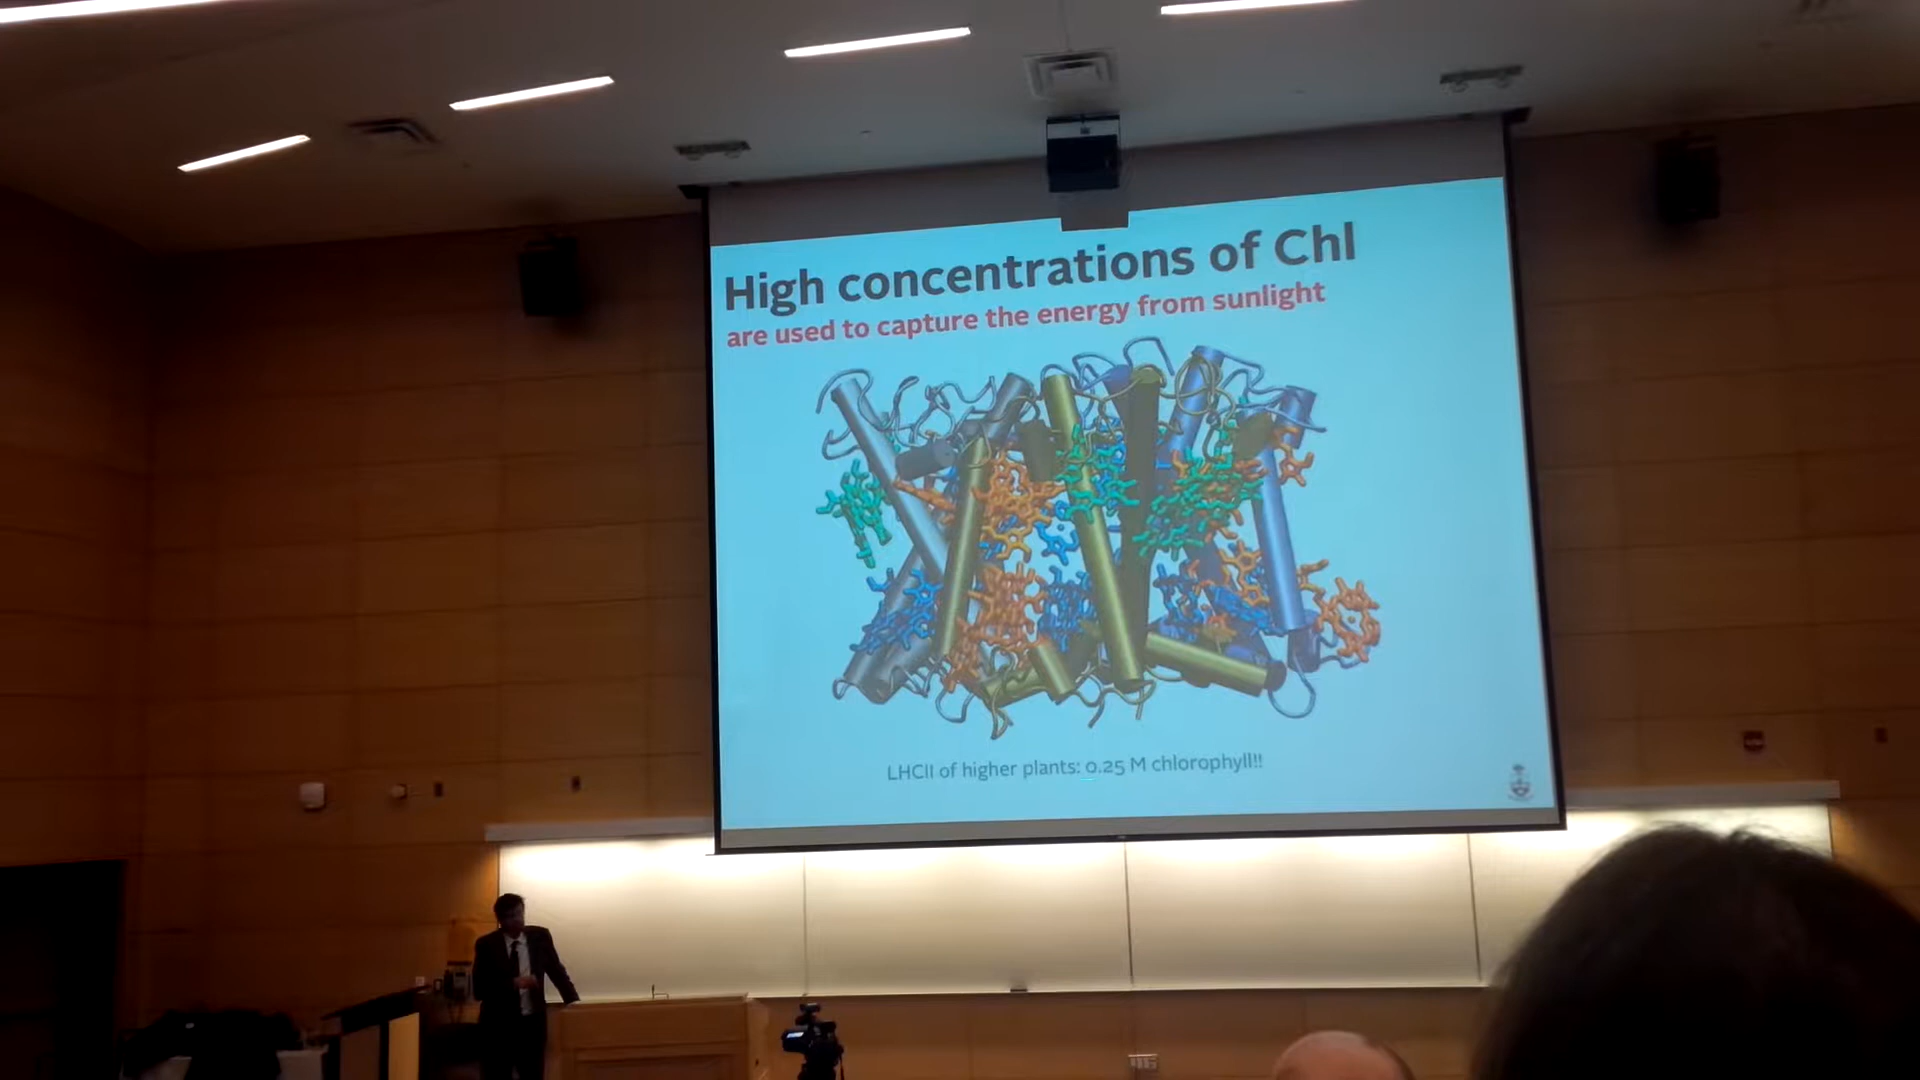 High concentrations of Chl
are used to capture the energy from sunlight
LHCII of higher plants: 0.25 M chlorophyll!!